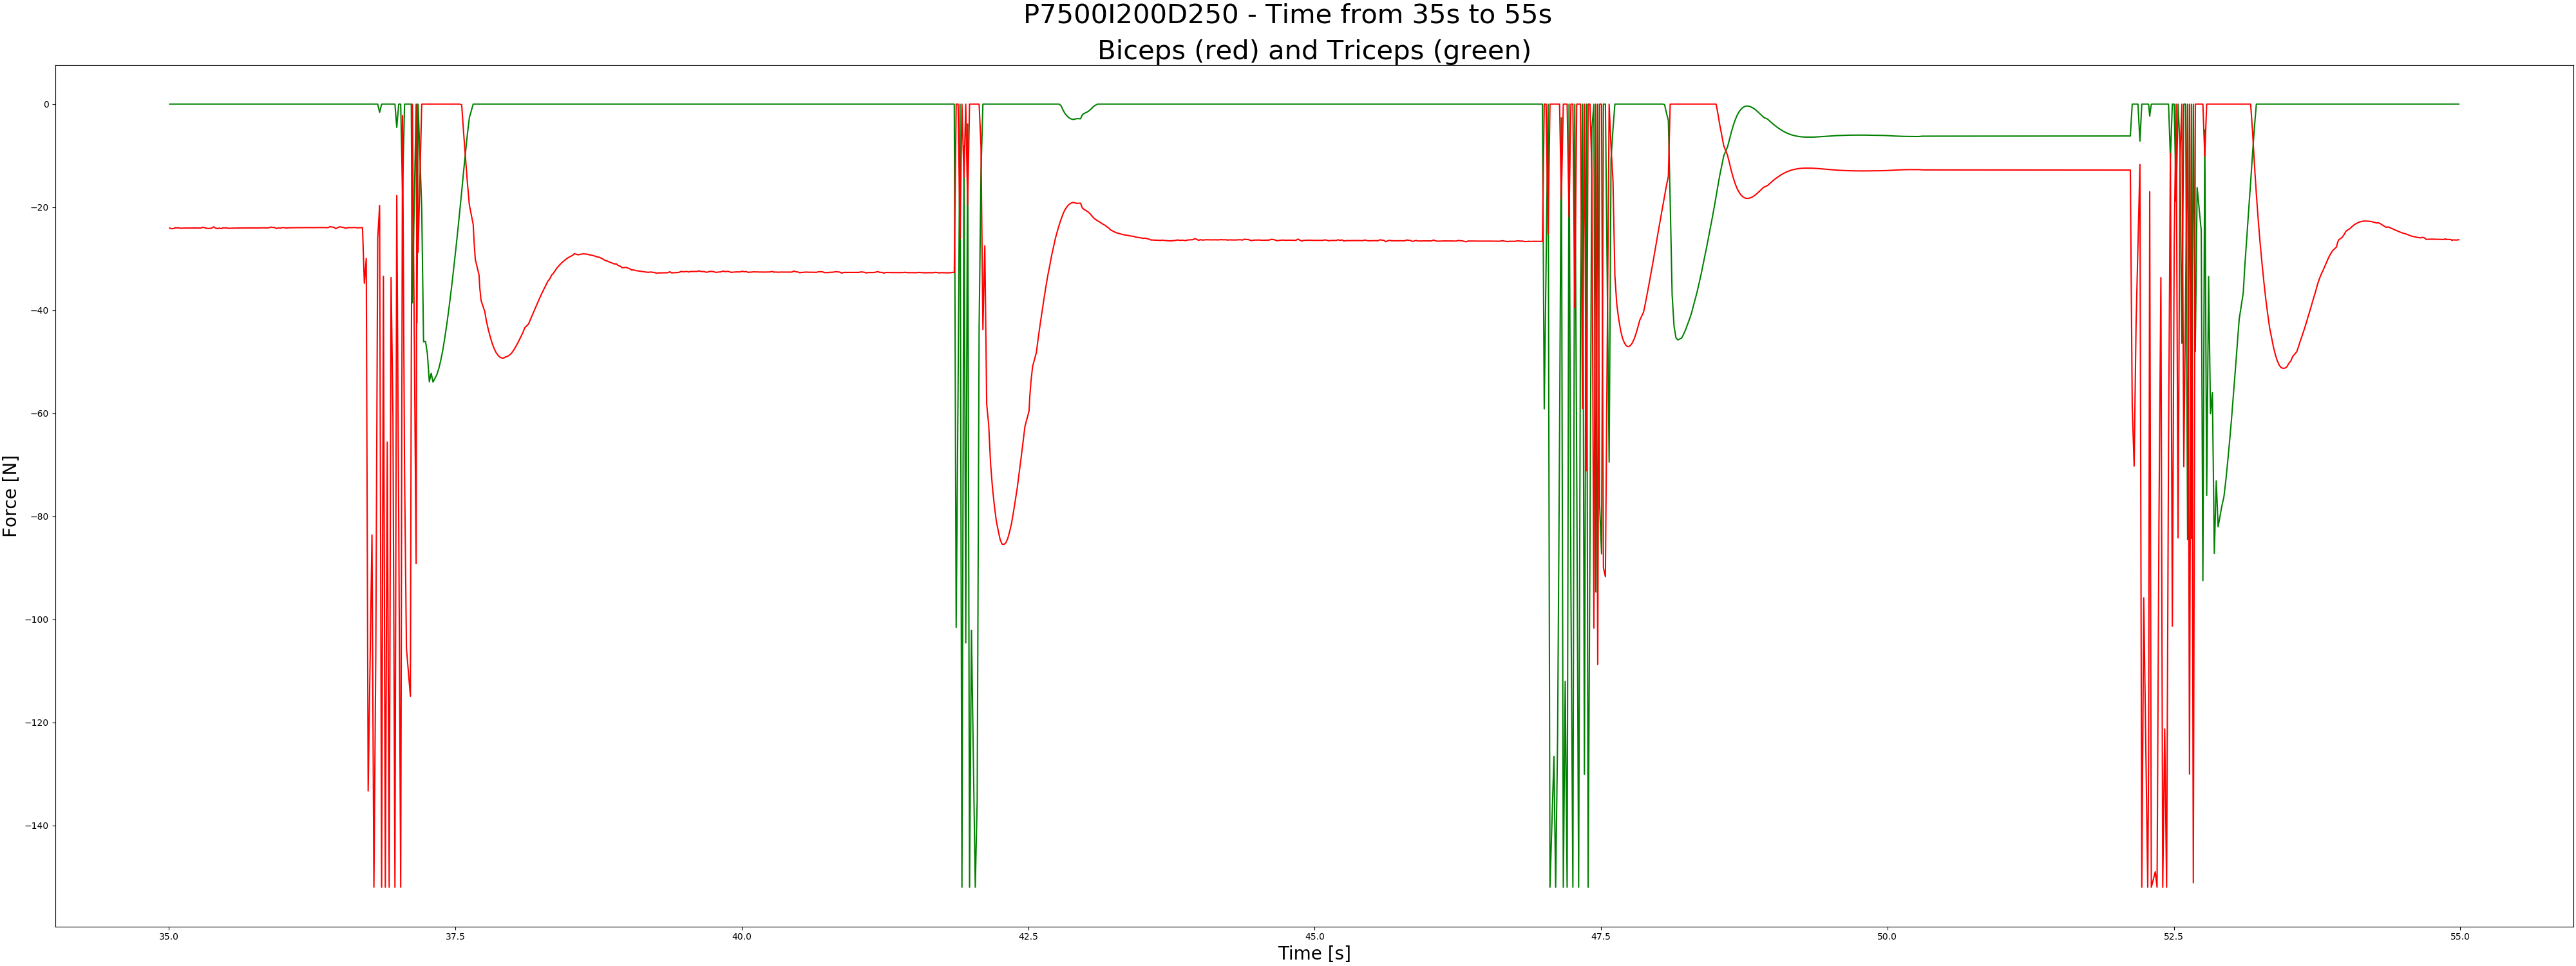 P7500I200D250 - Time from 35s to 55s
Biceps (red) and Triceps (green)
0
−20
−40
−60
−80
−100
−120
−140
Force [N]
35.0 37.5 40.0 42.5 45.0 47.5 50.0 52.5 55.0
Time [s]